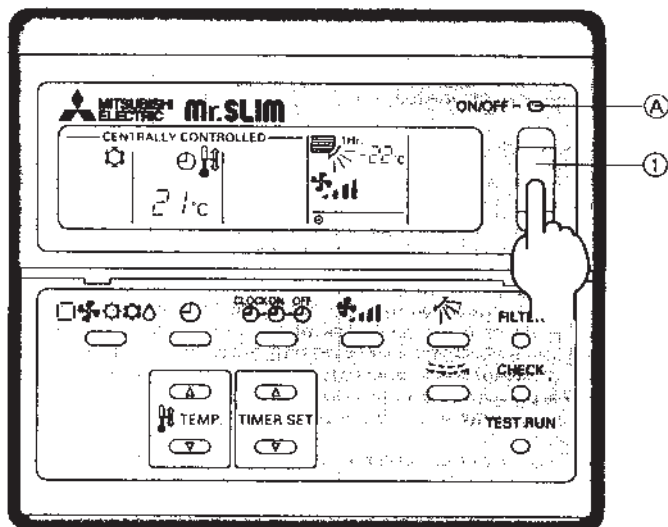 MITSUBISHI ELECTRIC Mr.SLIM
ON/OFF
A
CENTRALLY CONTROLLED
1Hr.
22°C
21°C
1
CLOCK ON OFF
FILTER
CHECK
TEMP.
TIMER SET
TEST RUN